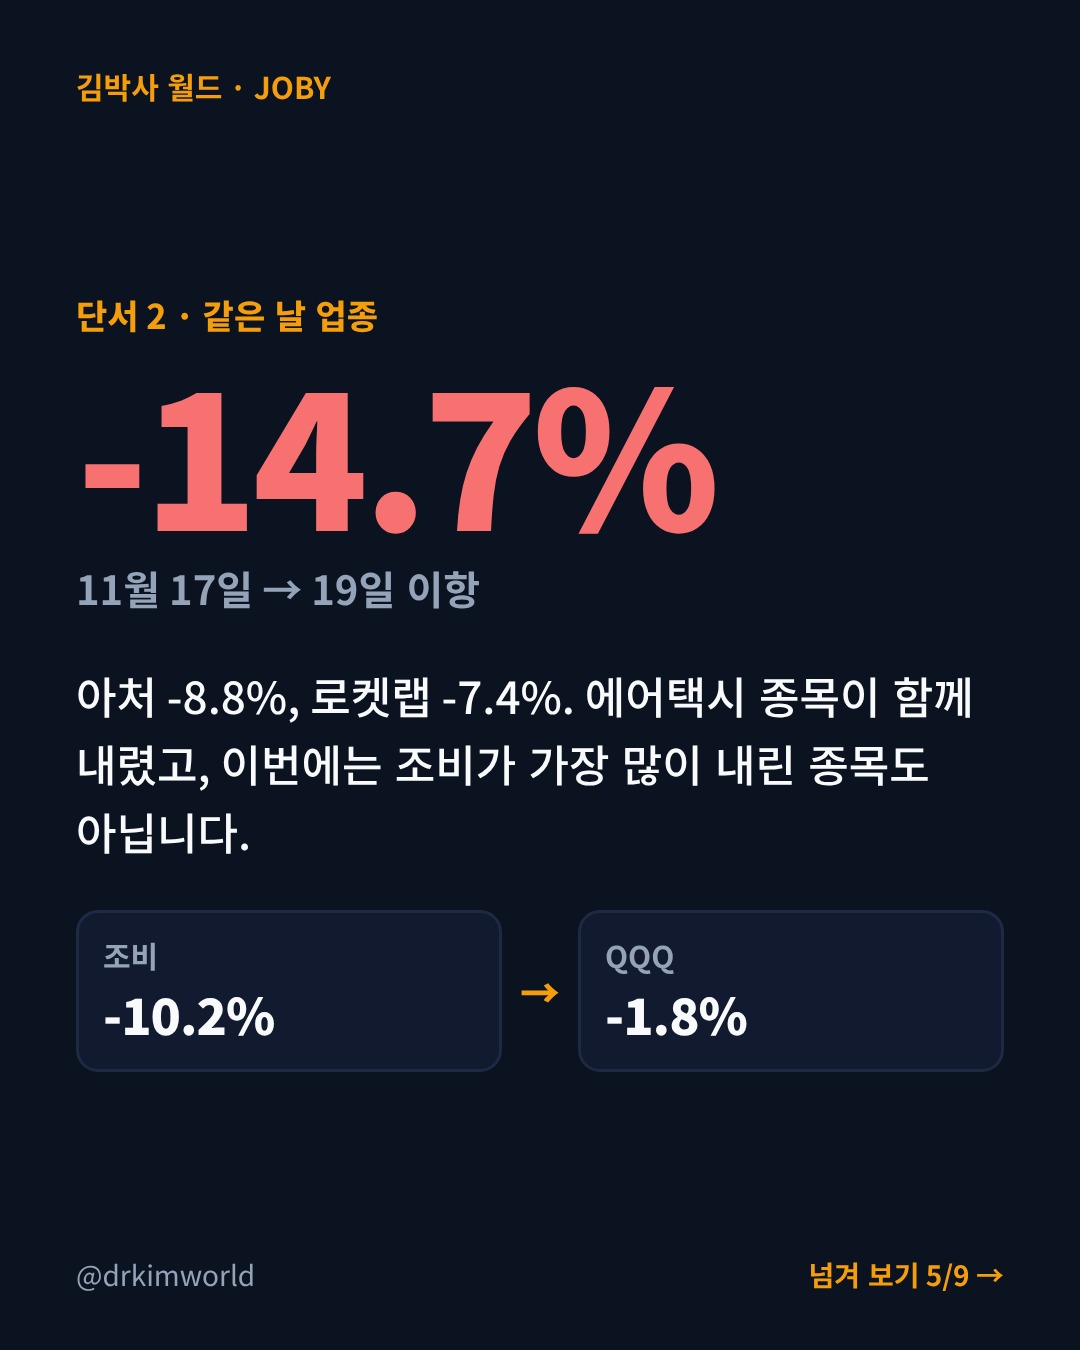 김박사 월드 · JOBY
단서 2 · 같은 날 업종
-14.7%
11월 17일 → 19일 이항
아처 -8.8%, 로켓랩 -7.4%. 에어택시 종목이 함께
내렸고, 이번에는 조비가 가장 많이 내린 종목도
아닙니다.
조비
-10.2%
→
QQQ
-1.8%
@drkimworld
넘겨 보기 5/9 →